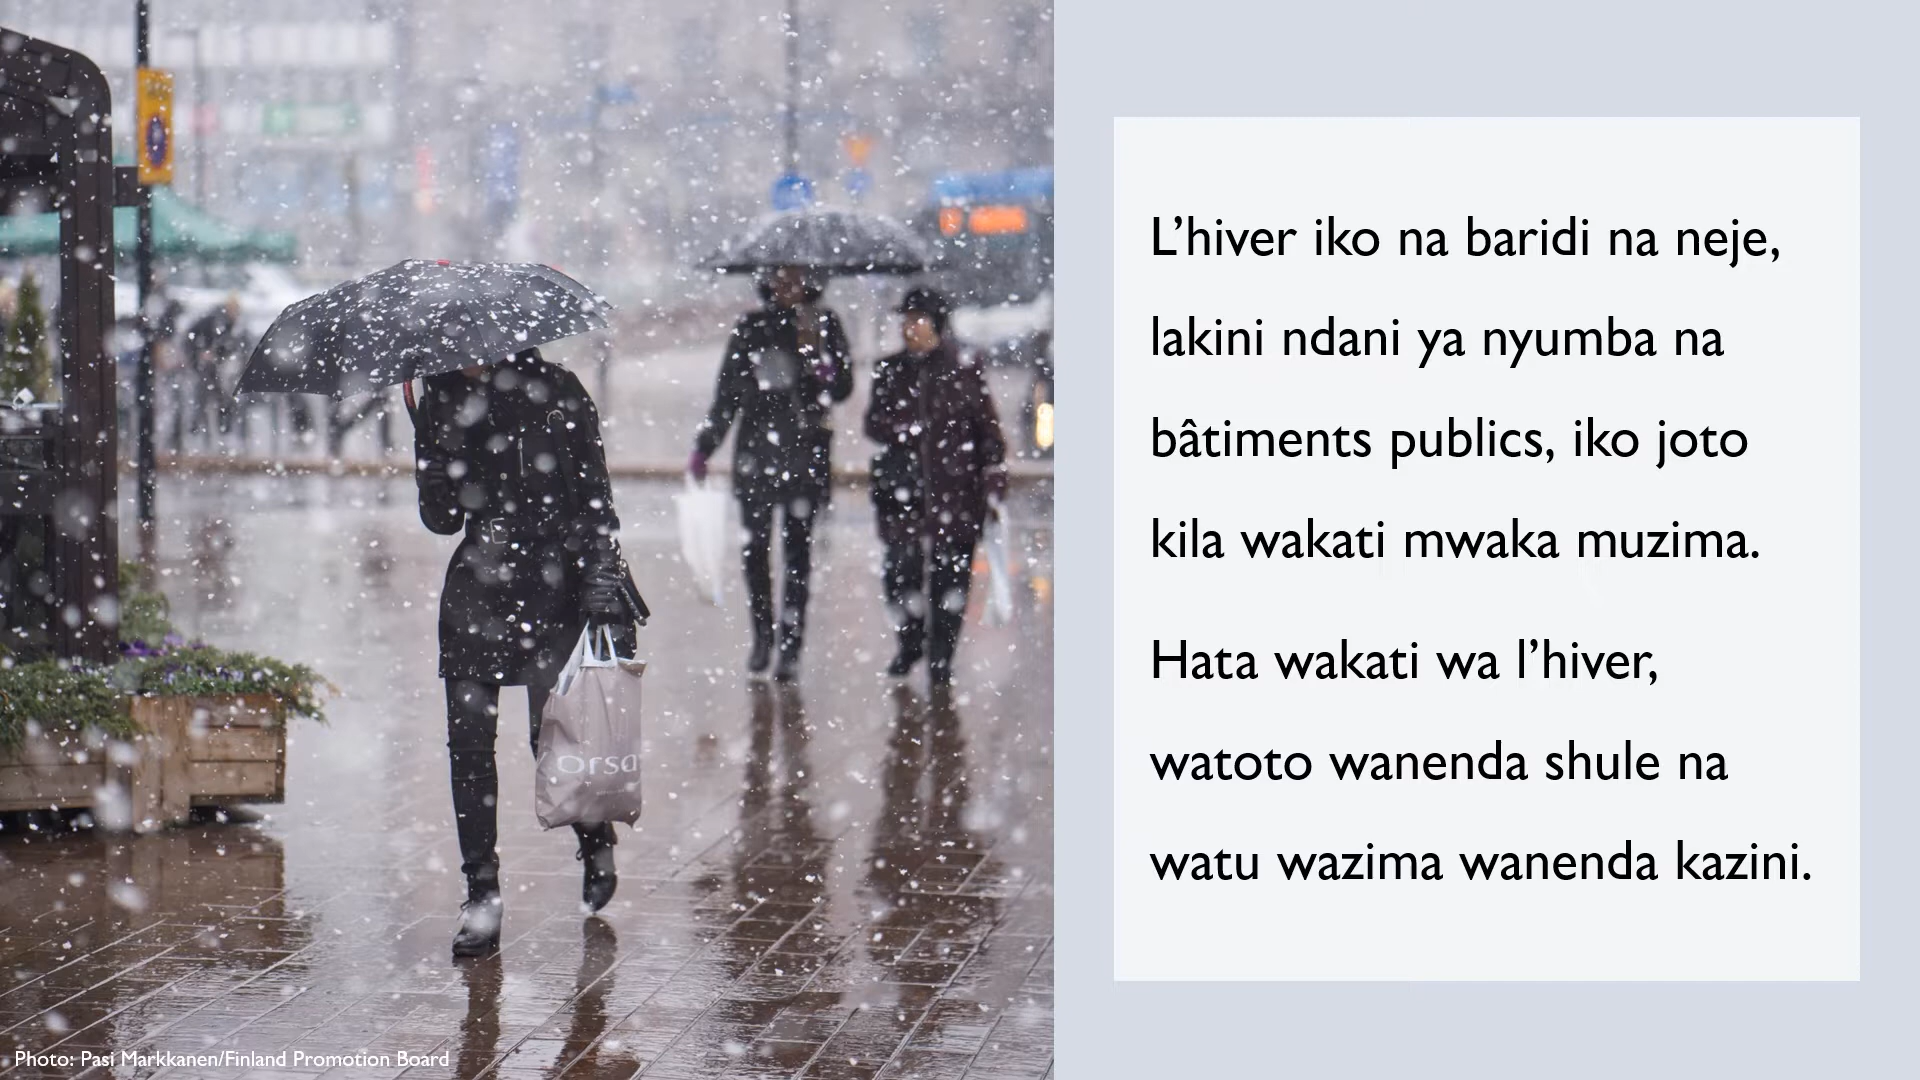 L’hiver iko na baridi na neje,
lakini ndani ya nyumba na
bâtiments publics, iko joto
kila wakati mwaka muzima.
Hata wakati wa l’hiver,
watoto wanenda shule na
watu wazima wanenda kazini.
orsa
Photo: Pasi Markkanen/Finland Promotion Board